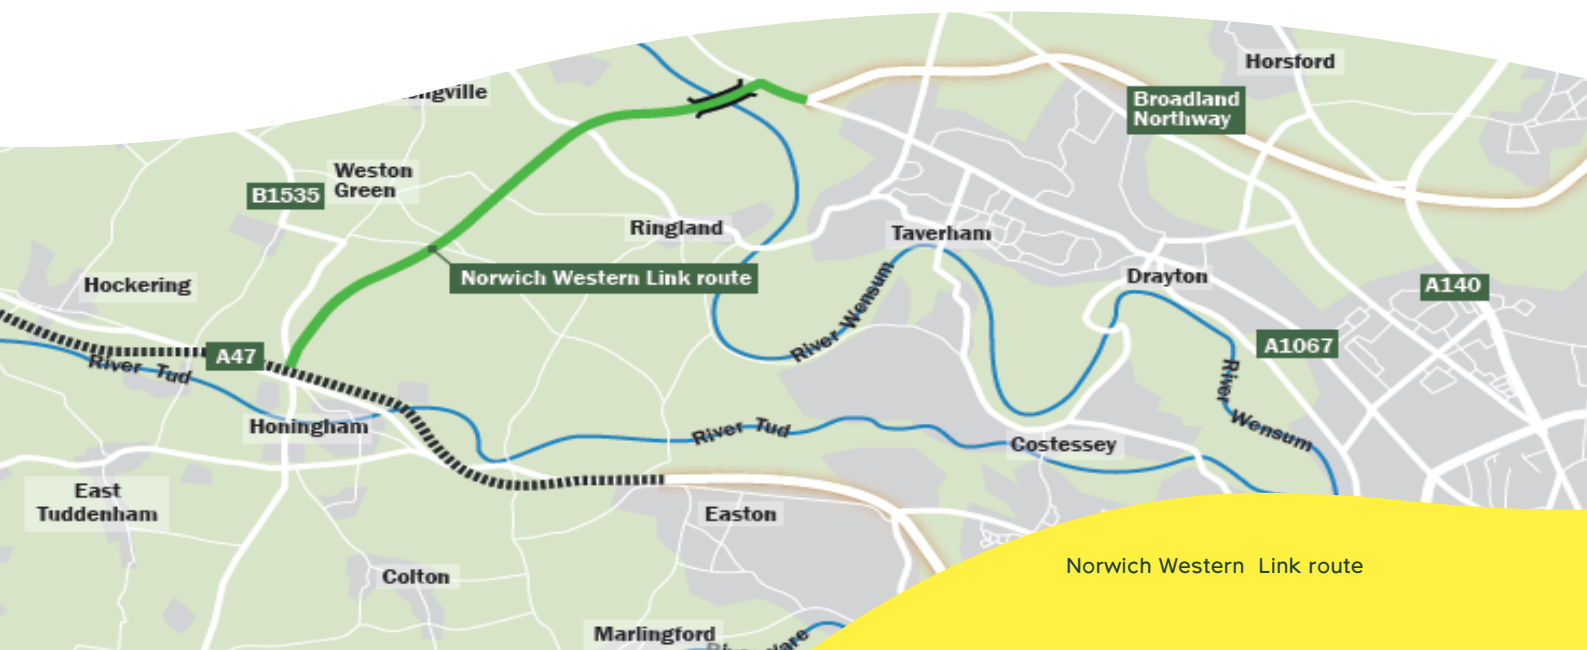 Horsford
Broadland
Northway
Weston
Green
B1535
Ringland
Taverham
Norwich Western Link route
Hockering
Drayton
A140
River Wensum
A47
A1067
River Tud
River Wensum
Honingham
River Tud
Costessey
East
Tuddenham
Easton
Colton
Norwich Western Link route
Marlingford